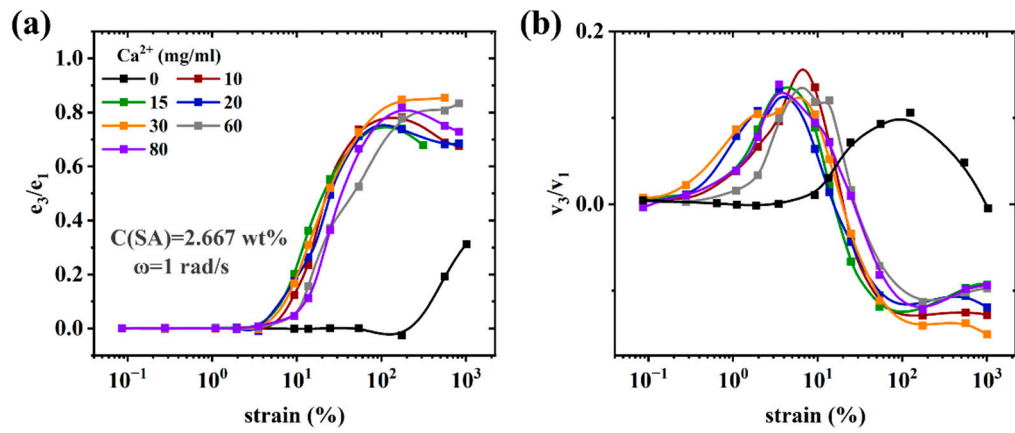 (a)
e₃/e₁
1.0
0.8
0.6
0.4
0.2
0.0
Ca²⁺ (mg/ml)
0 10
15 20
30 60
80
C(SA)=2.667 wt%
ω=1 rad/s
10⁻¹ 10⁰ 10¹ 10² 10³
strain (%)
(b)
v₃/v₁
0.2
0.0
10⁻¹ 10⁰ 10¹ 10² 10³
strain (%)